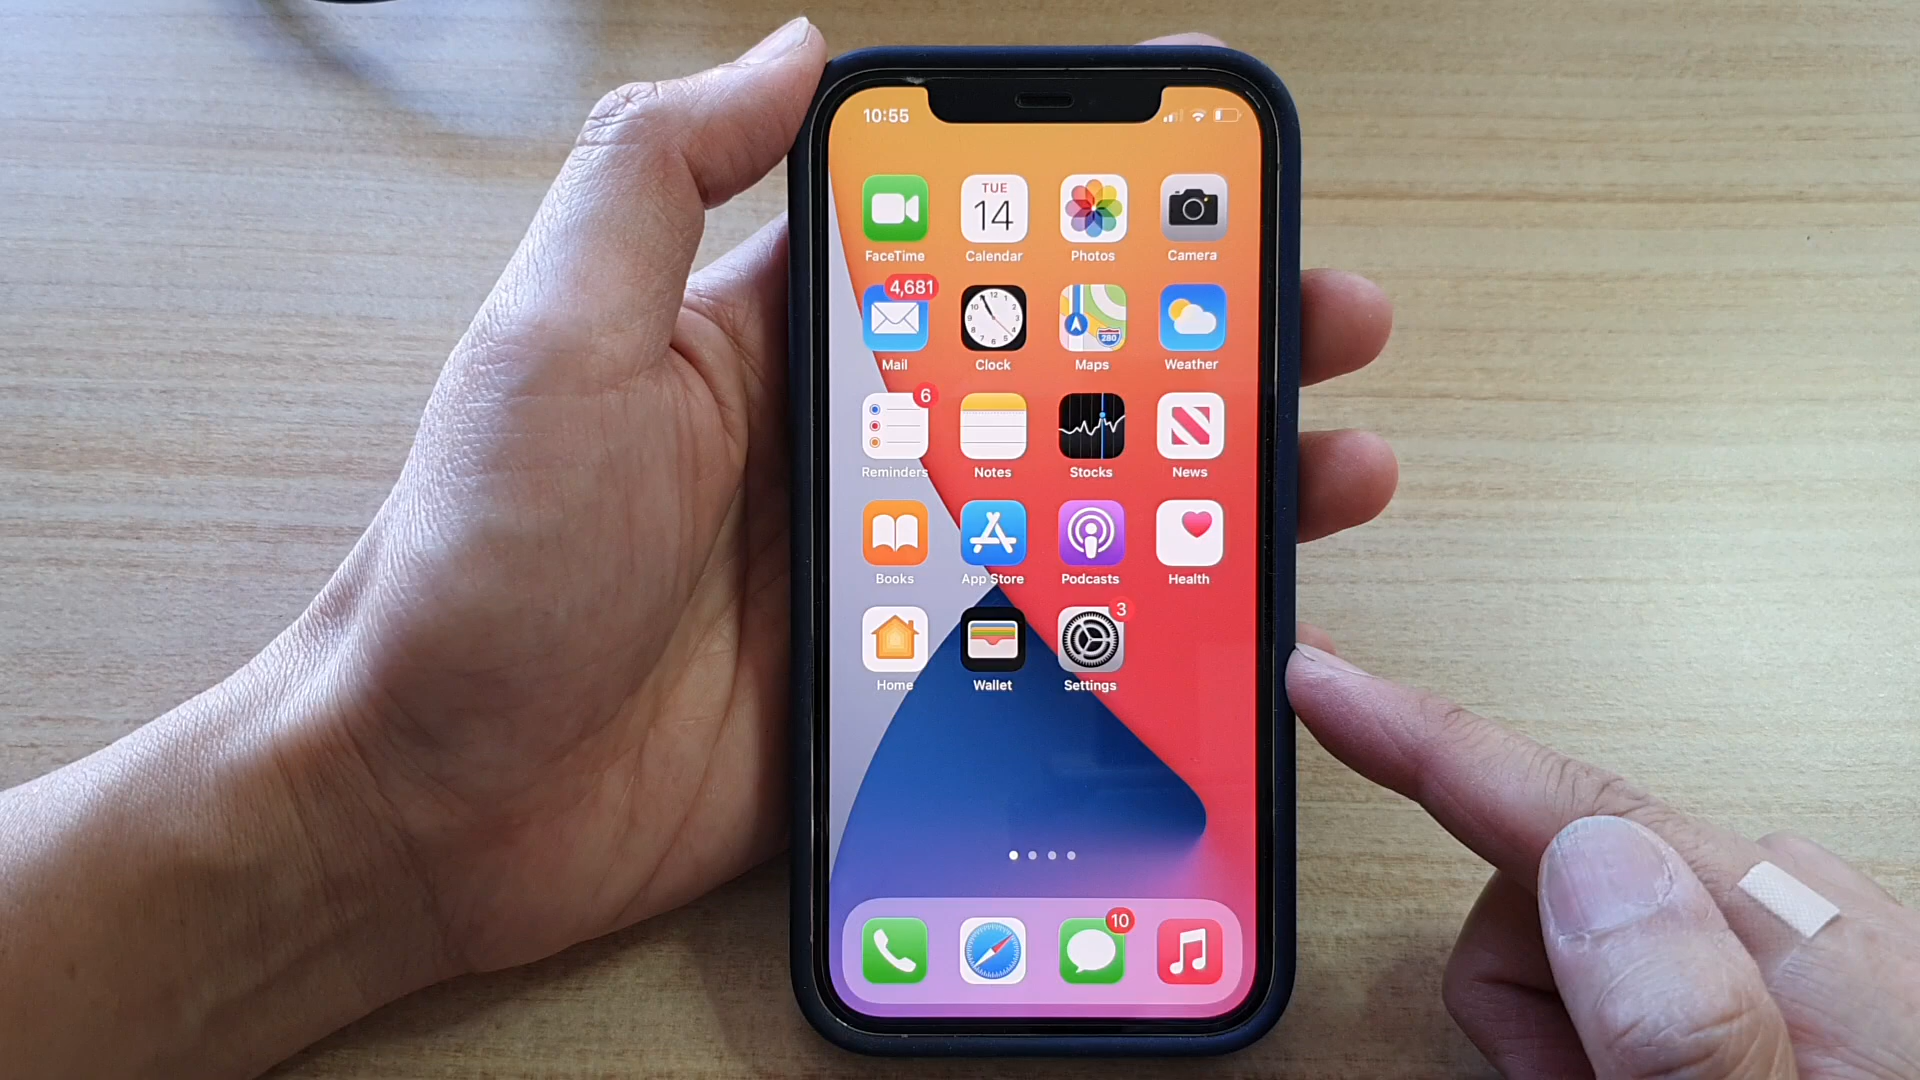 10:55
TUE
14
FaceTime
Calendar
Photos
Camera
4,681
280
Mail
Clock
Maps
Weather
6
Reminders
Notes
Stocks
News
Books
App Store
Podcasts
Health
3
Home
Wallet
Settings
10